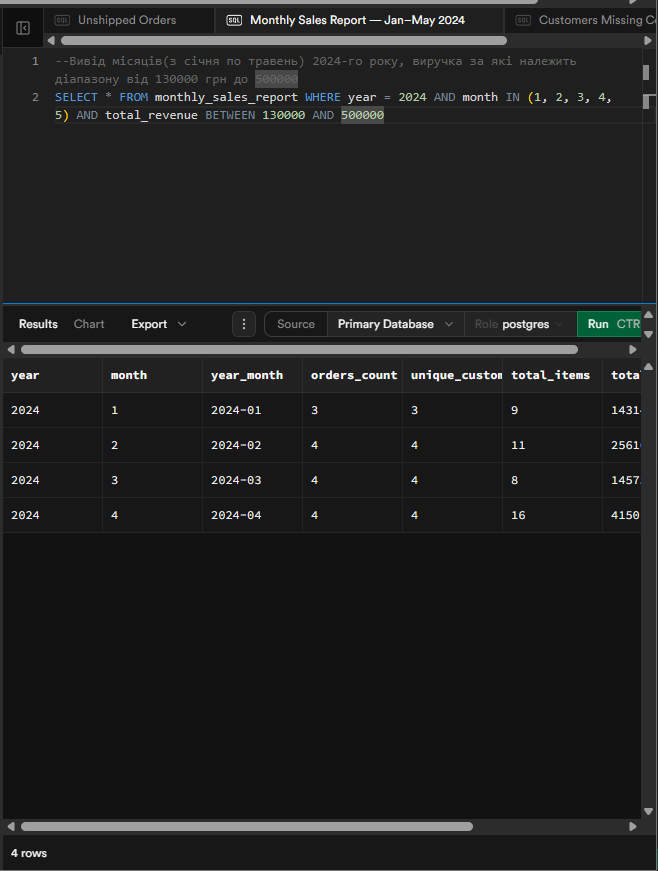 Unshipped Orders
Monthly Sales Report — Jan–May 2024
Customers Missing Co
1 --Вивід місяців(з січня по травень) 2024-го року, виручка за які належить
діапазону від 130000 грн до 500000
2 SELECT * FROM monthly_sales_report WHERE year = 2024 AND month IN (1, 2, 3, 4,
5) AND total_revenue BETWEEN 130000 AND 500000
Results Chart Export Source Primary Database Role postgres Run CTR
year month year_month orders_count unique_custom total_items total
2024 1 2024-01 3 3 9 1431
2024 2 2024-02 4 4 11 2561
2024 3 2024-03 4 4 8 1457
2024 4 2024-04 4 4 16 4150
4 rows